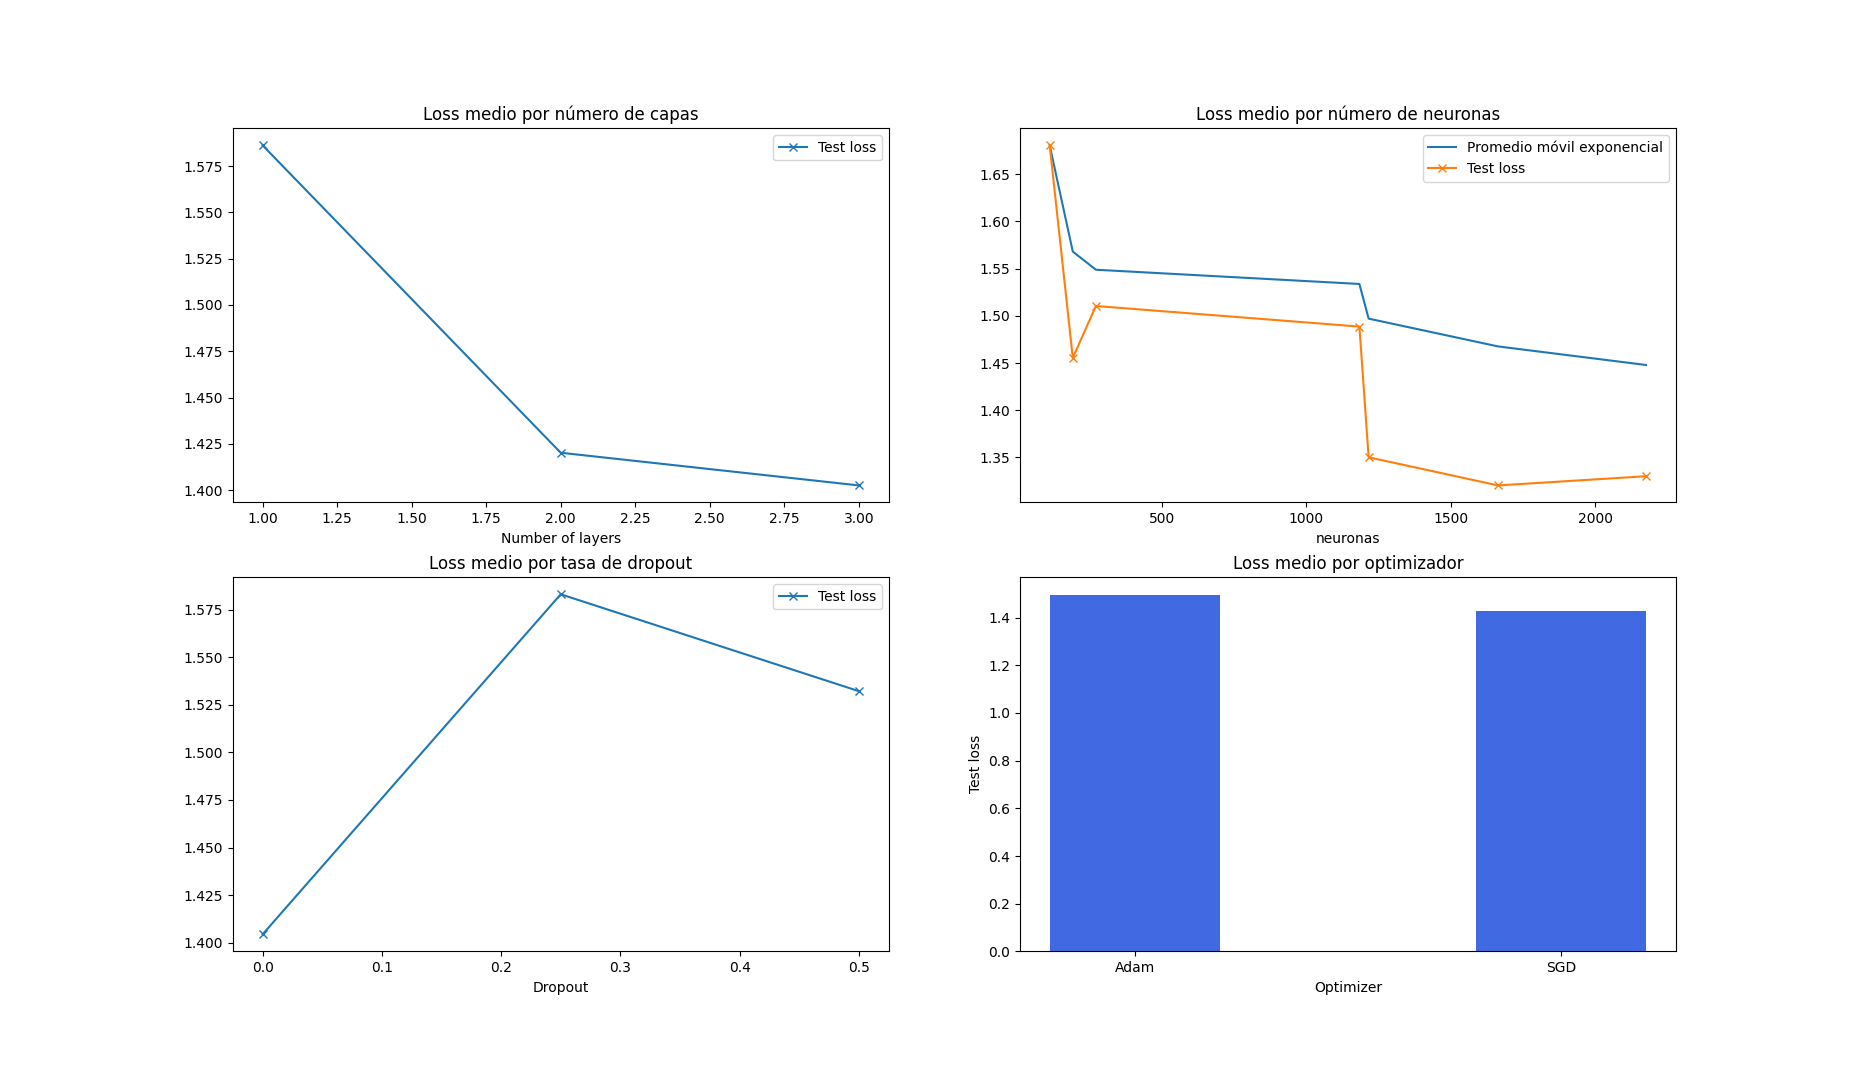 Loss medio por número de capas
Test loss
1.575
1.550
1.525
1.500
1.475
1.450
1.425
1.400
1.00 1.25 1.50 1.75 2.00 2.25 2.50 2.75 3.00
Number of layers
Loss medio por número de neuronas
Promedio móvil exponencial
Test loss
1.65
1.60
1.55
1.50
1.45
1.40
1.35
500 1000 1500 2000
neuronas
Loss medio por tasa de dropout
Test loss
1.575
1.550
1.525
1.500
1.475
1.450
1.425
1.400
0.0 0.1 0.2 0.3 0.4 0.5
Dropout
Loss medio por optimizador
Test loss
1.4
1.2
1.0
0.8
0.6
0.4
0.2
0.0
Adam SGD
Optimizer